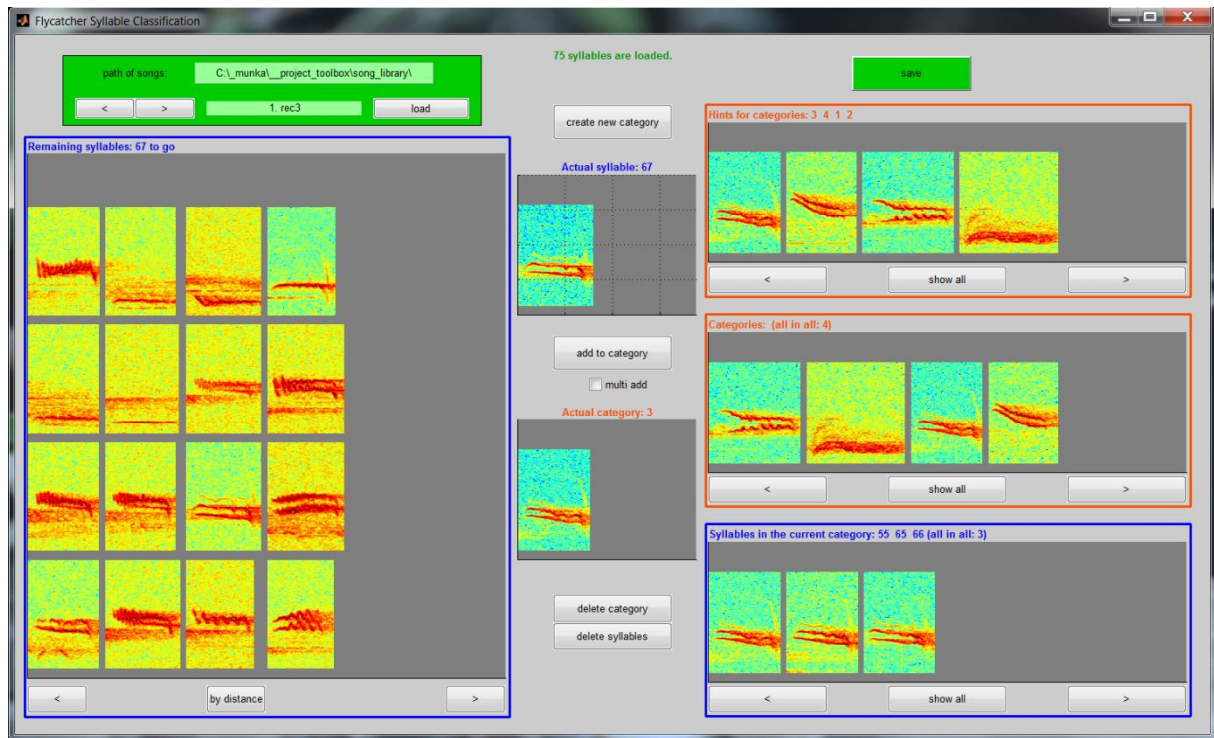 Flycatcher Syllable Classification
path of songs:
C:\_munka\__project_toolbox\song_library\
<
>
1. rec3
load
75 syllables are loaded.
save
create new category
Remaining syllables: 67 to go
<
by distance
>
Actual syllable: 67
add to category
multi add
Actual category: 3
delete category
delete syllables
Hints for categories: 3 4 1 2
<
show all
>
Categories: (all in all: 4)
<
show all
>
Syllables in the current category: 55 65 66 (all in all: 3)
<
show all
>